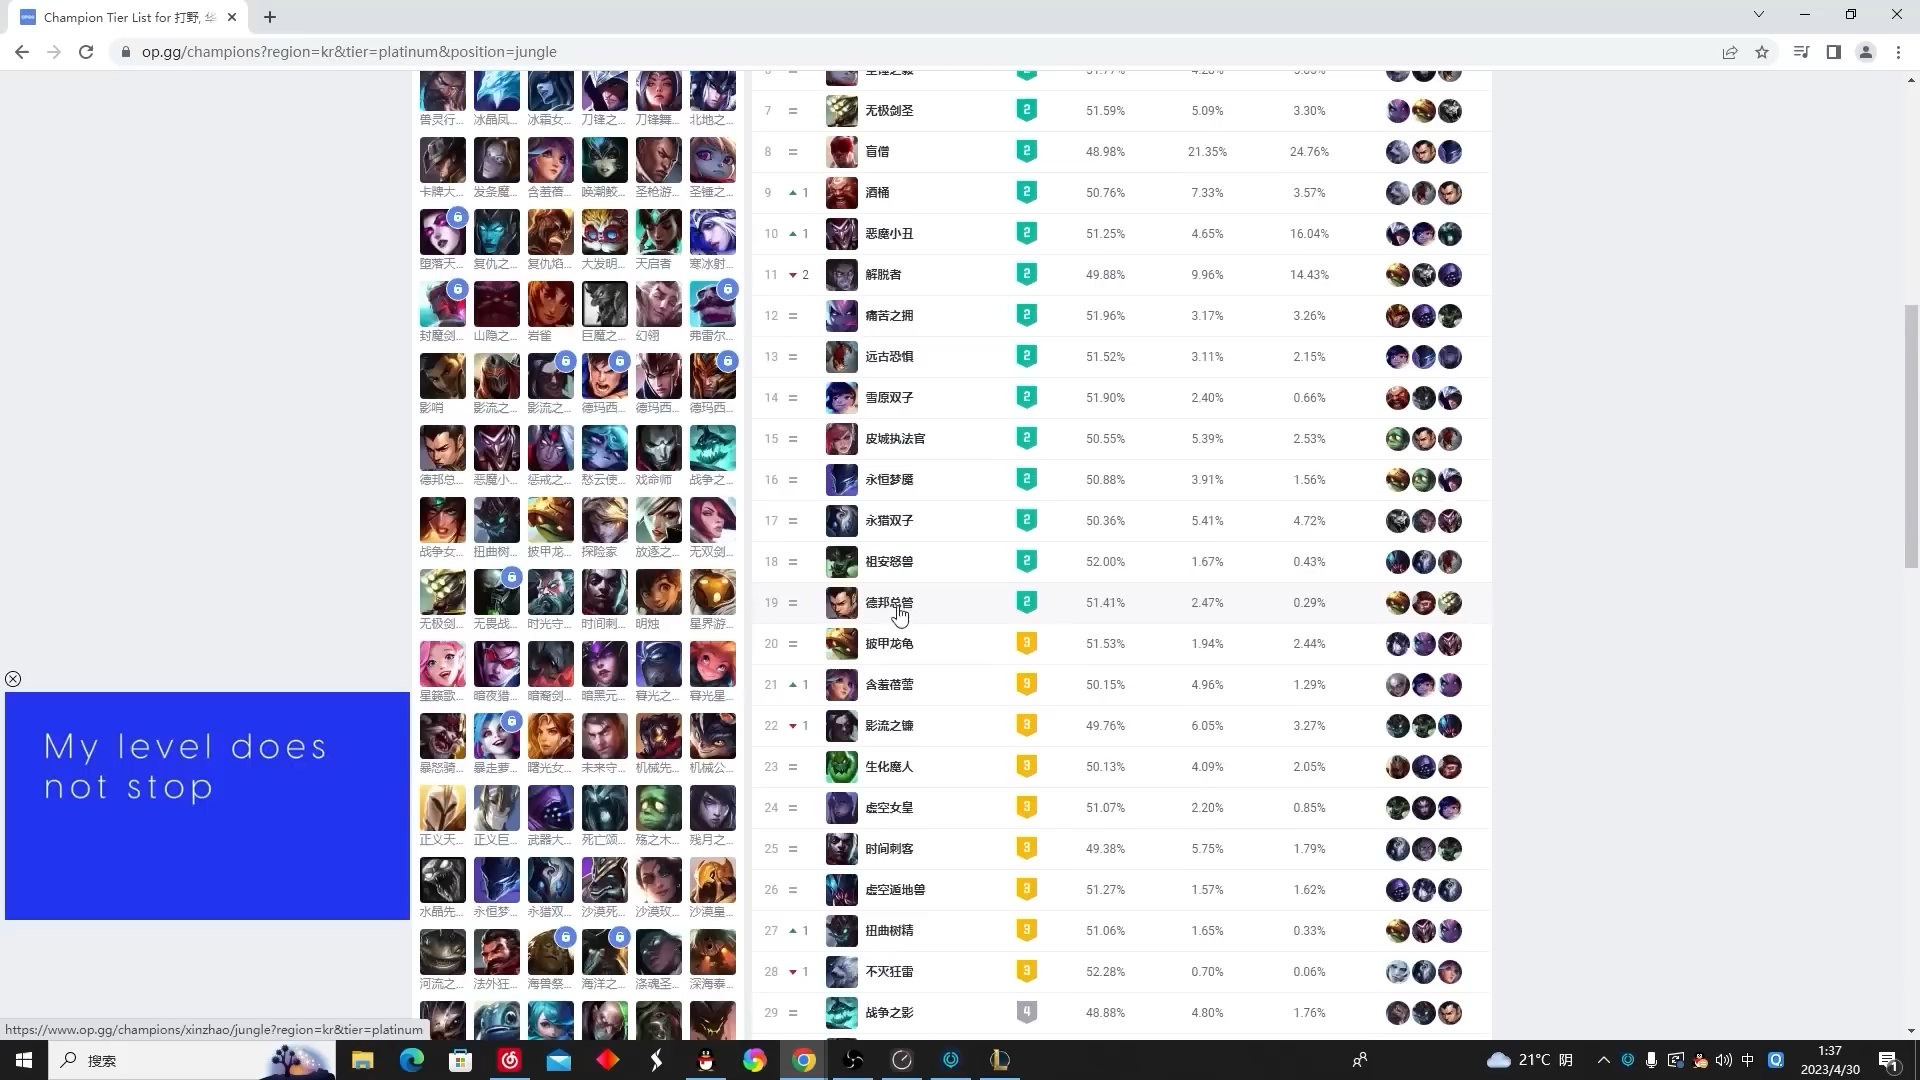 Champion Tier List for 打野, 华
op.gg/champions?region=kr&tier=platinum&position=jungle
兽灵行... 冰晶凤... 冰霜女... 刀锋之... 刀锋舞... 北地之...
卡牌大... 发条魔... 含羞蓓... 唤潮鲛... 圣枪游... 圣锤之...
堕落天... 复仇之... 复仇焰... 大发明... 天启者 寒冰射...
封魔剑... 山隐之... 岩雀 巨魔之... 幻翎 弗雷尔...
影哨 影流之... 影流之... 德玛西... 德玛西... 德玛西...
德邦总... 恶魔小... 惩戒之... 愁云使... 戏命师 战争之...
战争女... 扭曲树... 披甲龙... 探险家 放逐之... 无双剑...
无极剑... 无畏战... 时光守... 时间刺... 明烛 星界游...
星籁歌... 暗夜猎... 暗裔剑... 暗黑元... 暮光之... 暮光星...
暴怒骑... 暴走萝... 曙光女... 未来守... 机械先... 机械公...
正义天... 正义巨... 武器大... 死亡颂... 殇之木... 残月之...
水晶先... 永恒梦... 永猎双... 沙漠死... 沙漠玫... 沙漠皇...
河流之... 法外狂... 海兽祭... 海洋之... 涤魂圣... 深海泰...
7 = 无极剑圣 2 51.59% 5.09% 3.30%
8 = 盲僧 2 48.98% 21.35% 24.76%
9 1 酒桶 2 50.76% 7.33% 3.57%
10 1 恶魔小丑 2 51.25% 4.65% 16.04%
11 2 解脱者 2 49.88% 9.96% 14.43%
12 = 痛苦之拥 2 51.96% 3.17% 3.26%
13 = 远古恐惧 2 51.52% 3.11% 2.15%
14 = 雪原双子 2 51.90% 2.40% 0.66%
15 = 皮城执法官 2 50.55% 5.39% 2.53%
16 = 永恒梦魇 2 50.88% 3.91% 1.56%
17 = 永猎双子 2 50.36% 5.41% 4.72%
18 = 祖安怒兽 2 52.00% 1.67% 0.43%
19 = 德邦总管 2 51.41% 2.47% 0.29%
20 = 披甲龙龟 3 51.53% 1.94% 2.44%
21 1 含羞蓓蕾 3 50.15% 4.96% 1.29%
22 1 影流之镰 3 49.76% 6.05% 3.27%
23 = 生化魔人 3 50.13% 4.09% 2.05%
24 = 虚空女皇 3 51.07% 2.20% 0.85%
25 = 时间刺客 3 49.38% 5.75% 1.79%
26 = 虚空遁地兽 3 51.27% 1.57% 1.62%
27 1 扭曲树精 3 51.06% 1.65% 0.33%
28 1 不灭狂雷 3 52.28% 0.70% 0.06%
29 = 战争之影 4 48.88% 4.80% 1.76%
My level does
not stop
https://www.op.gg/champions/xinzhao/jungle?region=kr&tier=platinum
搜索
21°C 阴
中
1:37
2023/4/30
1